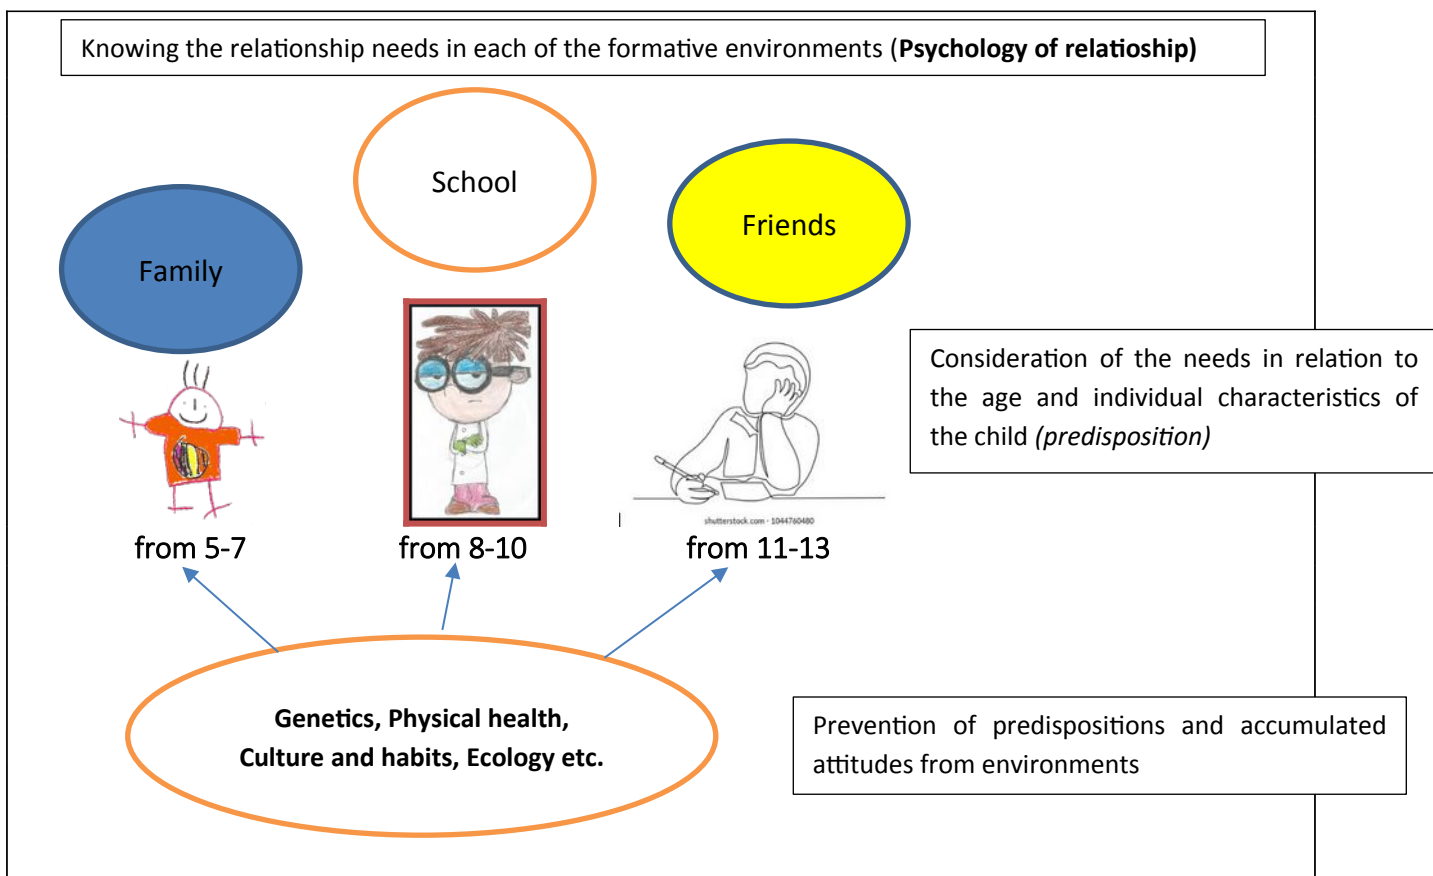 Knowing the relationship needs in each of the formative environments (Psychology of relatioship)
School
Friends
Family
Consideration of the needs in relation to
the age and individual characteristics of
the child (predisposition)
shutterstock.com · 1044760480
from 5-7
from 8-10
from 11-13
Genetics, Physical health,
Culture and habits, Ecology etc.
Prevention of predispositions and accumulated
attitudes from environments